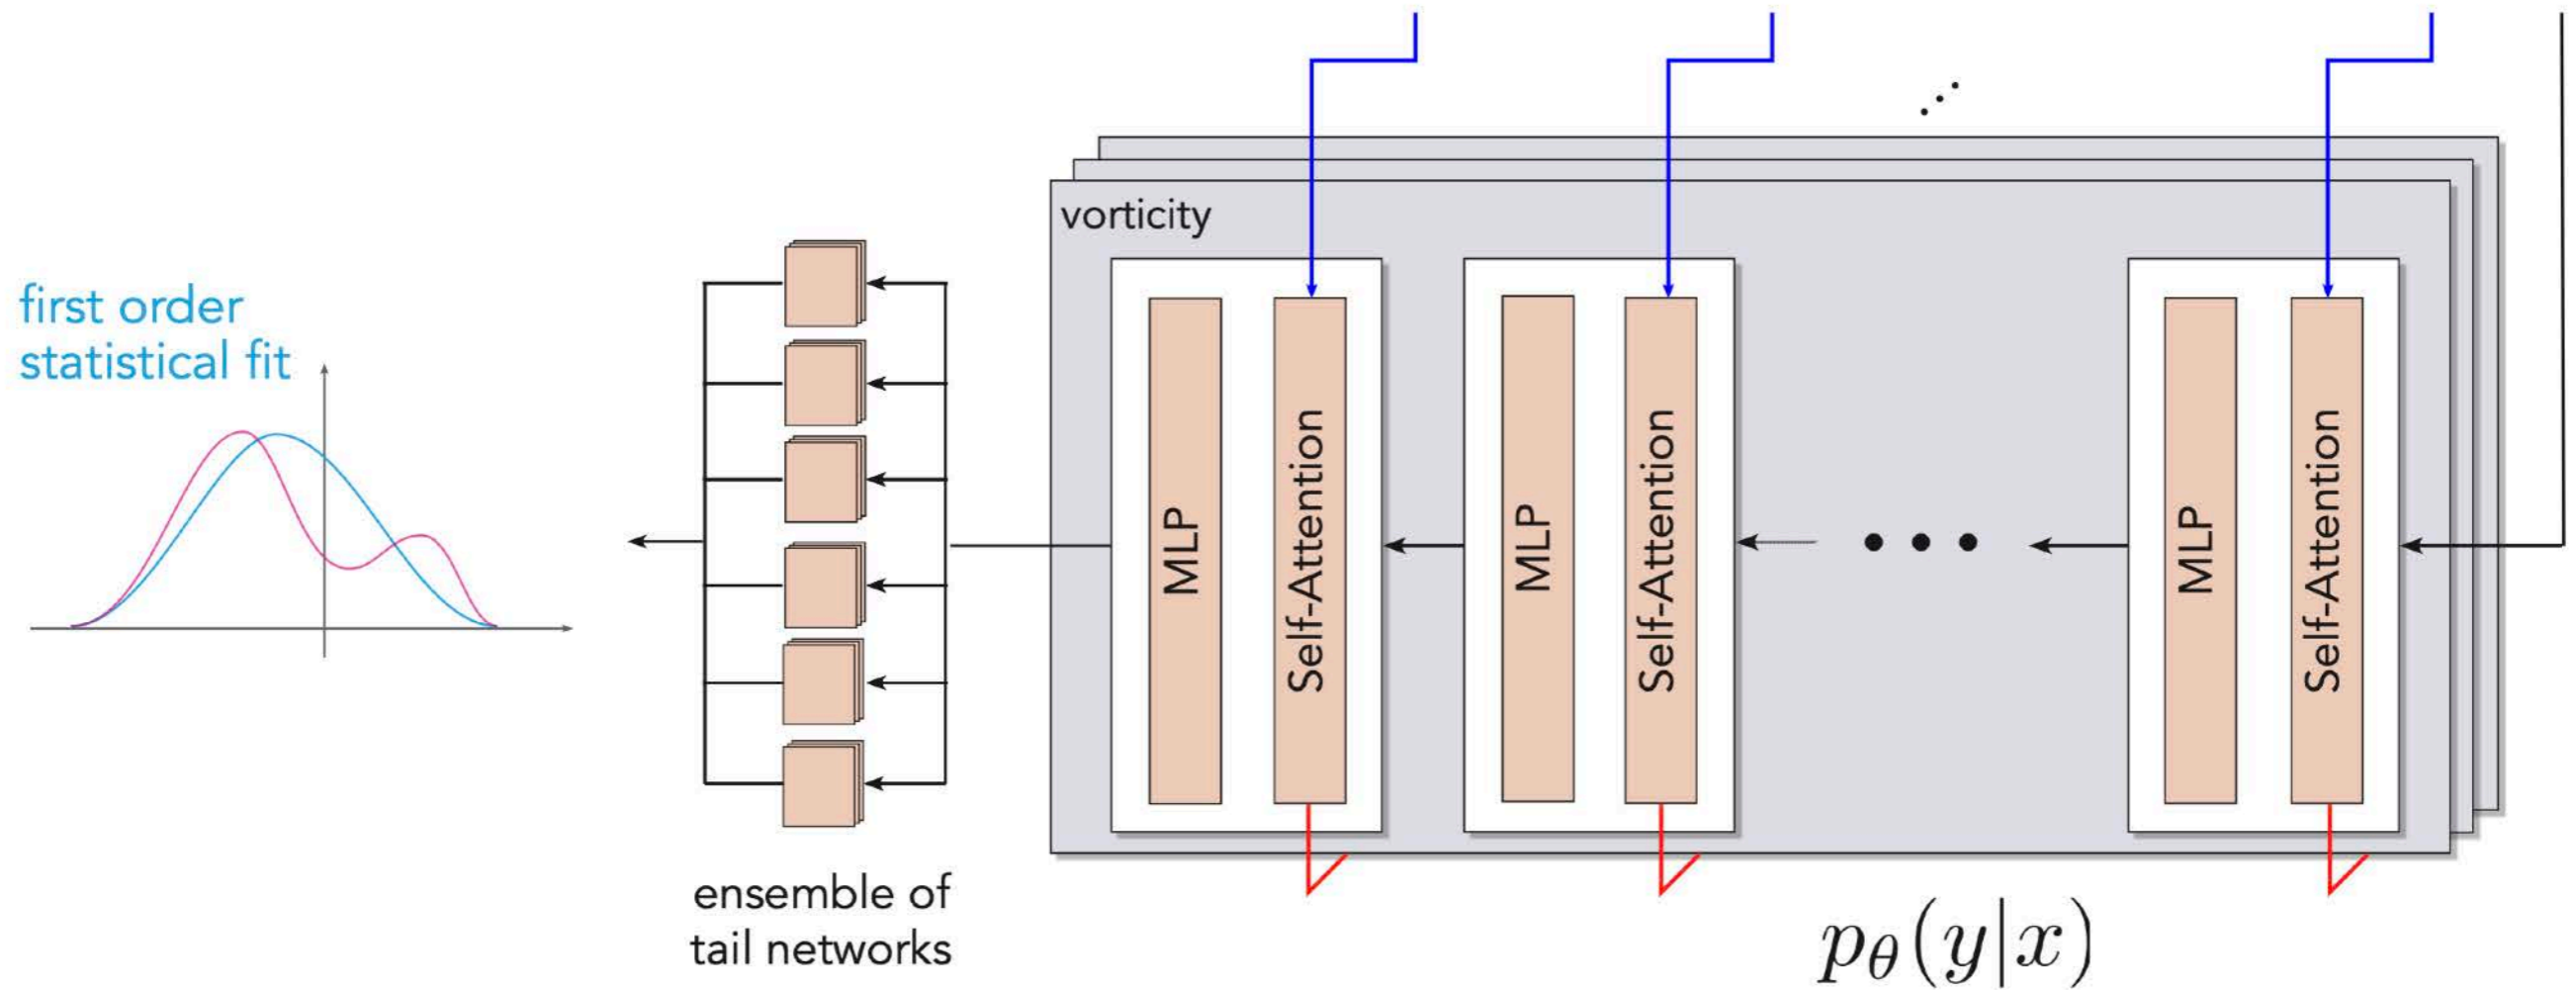 vorticity
first order
statistical fit
MLP
Self-Attention
MLP
Self-Attention
MLP
Self-Attention
ensemble of
tail networks
pθ(y|x)